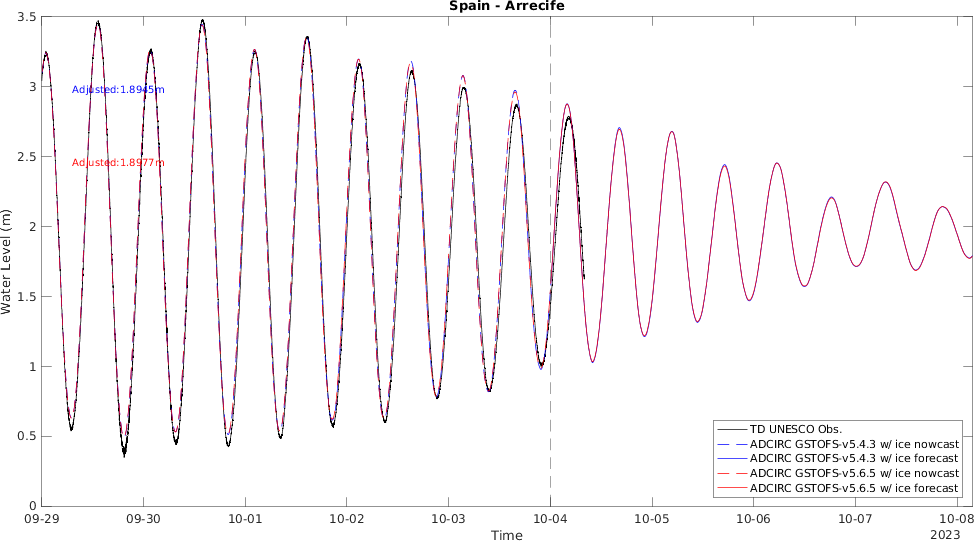 Spain - Arrecife
3.5
3
2.5
2
1.5
1
0.5
0
Water Level (m)
Adjusted:1.8945m
Adjusted:1.8977m
TD UNESCO Obs.
ADCIRC GSTOFS-v5.4.3 w/ ice nowcast
ADCIRC GSTOFS-v5.4.3 w/ ice forecast
ADCIRC GSTOFS-v5.6.5 w/ ice nowcast
ADCIRC GSTOFS-v5.6.5 w/ ice forecast
09-29 09-30 10-01 10-02 10-03 10-04 10-05 10-06 10-07 10-08
Time
2023